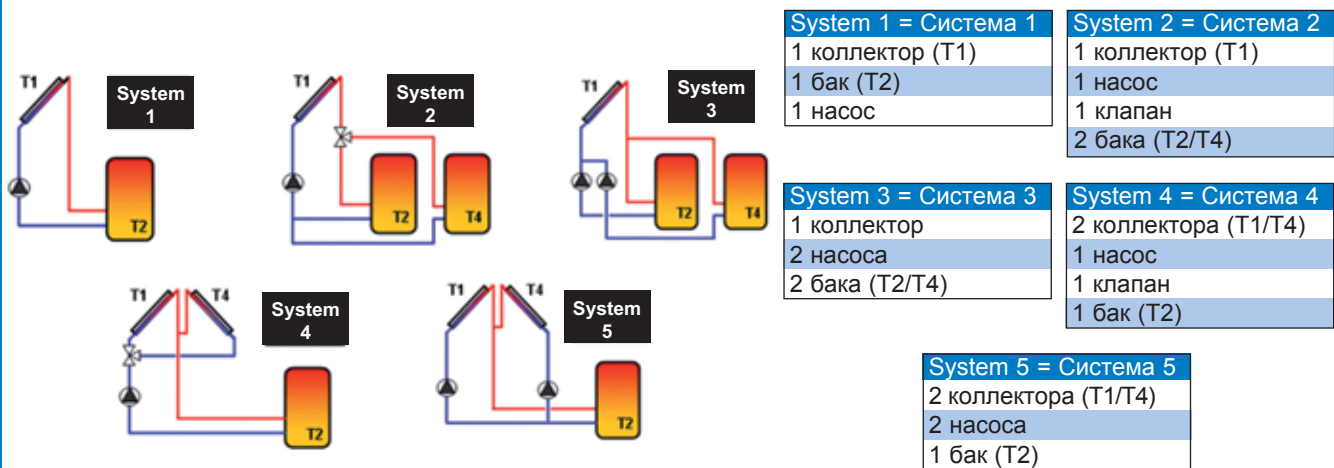 T1
System
1
T2
T1
System
2
T2
T4
T1
System
3
T2
T4
T1
T4
System
4
T2
T1
T4
System
5
T2
System 1 = Система 1
1 коллектор (T1)
1 бак (T2)
1 насос
System 2 = Система 2
1 коллектор (T1)
1 насос
1 клапан
2 бака (T2/T4)
System 3 = Система 3
1 коллектор
2 насоса
2 бака (T2/T4)
System 4 = Система 4
2 коллектора (T1/T4)
1 насос
1 клапан
1 бак (T2)
System 5 = Система 5
2 коллектора (T1/T4)
2 насоса
1 бак (T2)